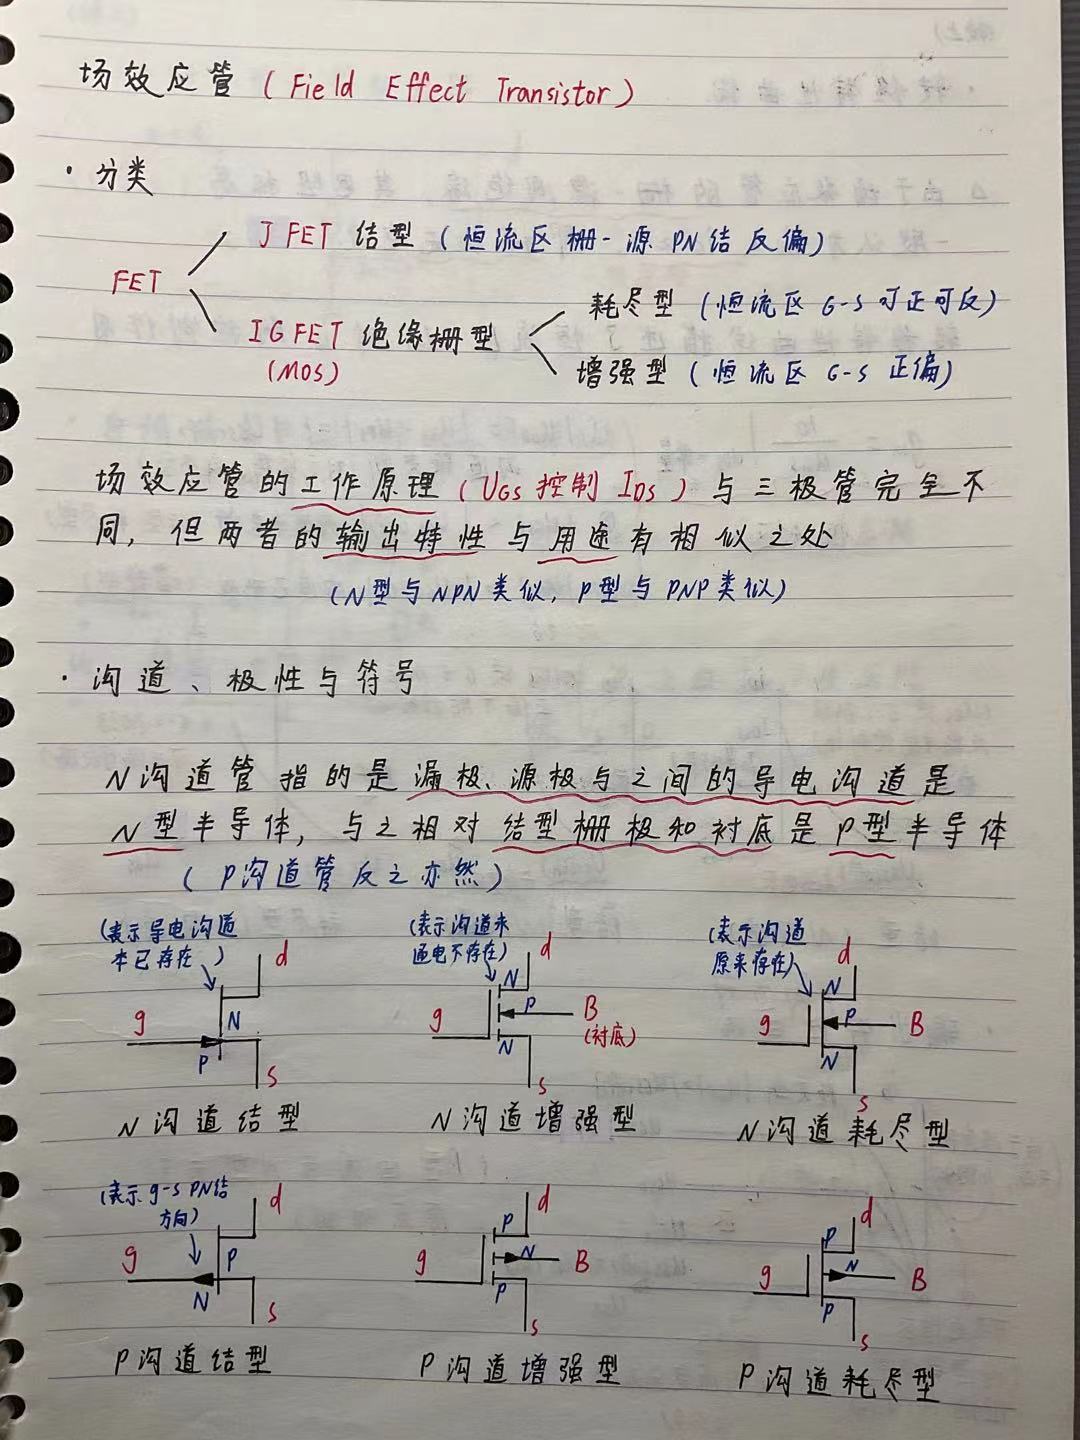 场效应管 (Field Effect Transistor)
· 分类
JFET 结型 (恒流区栅-源 PN结反偏)
FET
耗尽型 (恒流区 G-S 可正可反)
IGFET 绝缘栅型
(MOS)
增强型 (恒流区 G-S 正偏)
场效应管的工作原理 (UGS 控制 IDS) 与三极管完全不
同, 但两者的输出特性与用途有相似之处
(N型与NPN类似, P型与PNP类似)
· 沟道、极性与符号
N沟道管指的是漏极、源极与之间的导电沟道是
N型半导体, 与之相对结型栅极和衬底是P型半导体
(P沟道管反之亦然)
(表示导电沟道
本已存在)
d
g
N
P
s
N沟道结型
(表示沟道未
通电不存在)
d
N
g
P
B
(衬底)
N
s
N沟道增强型
(表示沟道
原来存在)
d
N
g
P
B
N
s
N沟道耗尽型
(表示 g-s PN结
方向)
d
g
P
N
s
P沟道结型
d
P
g
N
B
P
s
P沟道增强型
d
P
g
N
B
P
s
P沟道耗尽型